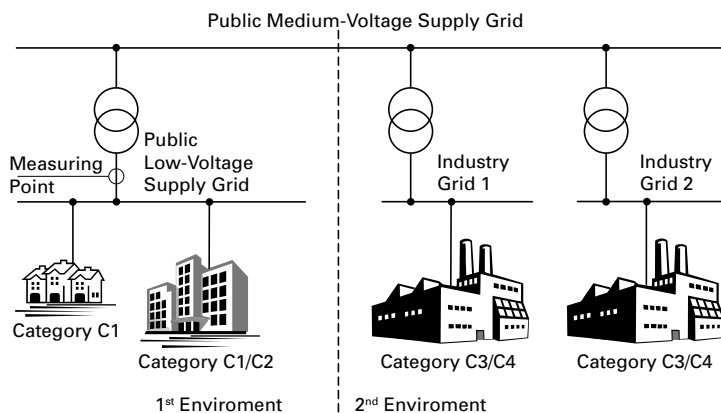 Public Medium-Voltage Supply Grid
Public
Low-Voltage
Supply Grid
Measuring
Point
Industry
Grid 1
Industry
Grid 2
Category C1
Category C1/C2
Category C3/C4
Category C3/C4
1st Enviroment
2nd Enviroment